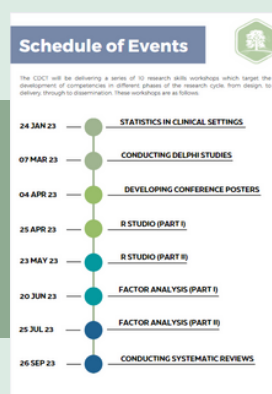 Schedule of Events
The CDCT will be delivering a series of 10 research skills workshops which target the
development of competencies in different phases of the research cycle, from design, to
delivery, through to dissemination. These workshops are as follows.
24 JAN 23 STATISTICS IN CLINICAL SETTINGS
07 MAR 23 CONDUCTING DELPHI STUDIES
04 APR 23 DEVELOPING CONFERENCE POSTERS
25 APR 23 R STUDIO (PART I)
23 MAY 23 R STUDIO (PART II)
20 JUN 23 FACTOR ANALYSIS (PART I)
25 JUL 23 FACTOR ANALYSIS (PART II)
26 SEP 23 CONDUCTING SYSTEMATIC REVIEWS